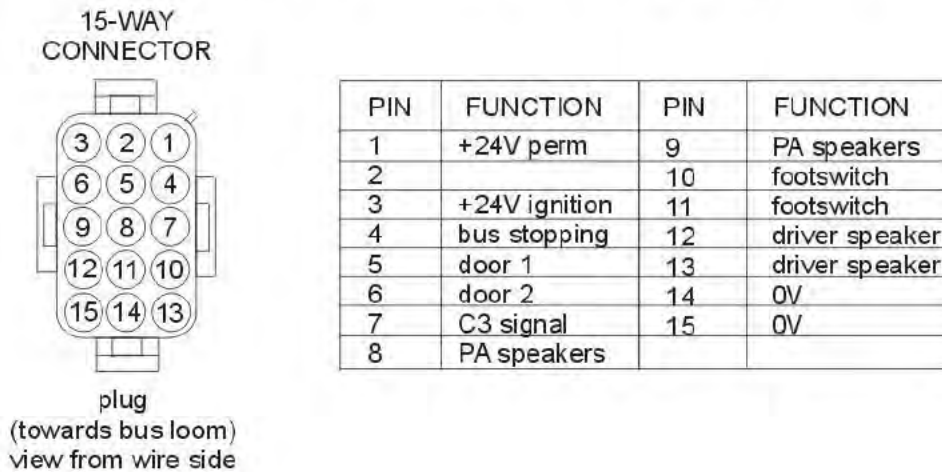 15-WAY
CONNECTOR
3 2 1
6 5 4
9 8 7
12 11 10
15 14 13
plug
(towards bus loom)
view from wire side
PIN FUNCTION PIN FUNCTION
1 +24V perm 9 PA speakers
2 10 footswitch
3 +24V ignition 11 footswitch
4 bus stopping 12 driver speaker
5 door 1 13 driver speaker
6 door 2 14 0V
7 C3 signal 15 0V
8 PA speakers